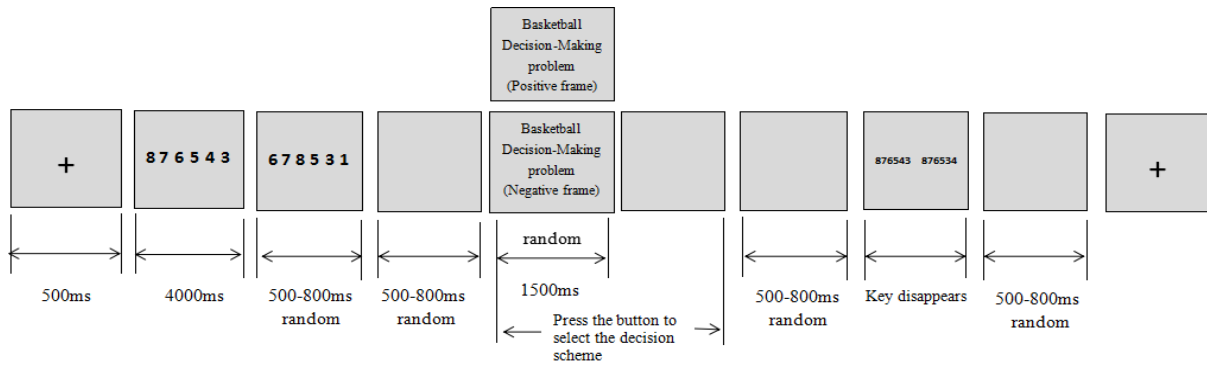 Basketball
Decision-Making
problem
(Positive frame)
+
8 7 6 5 4 3
6 7 8 5 3 1
Basketball
Decision-Making
problem
(Negative frame)
876543 876534
+
500ms
4000ms
500-800ms
random
500-800ms
random
random
1500ms
Press the button to
select the decision
scheme
500-800ms
random
Key disappears
500-800ms
random